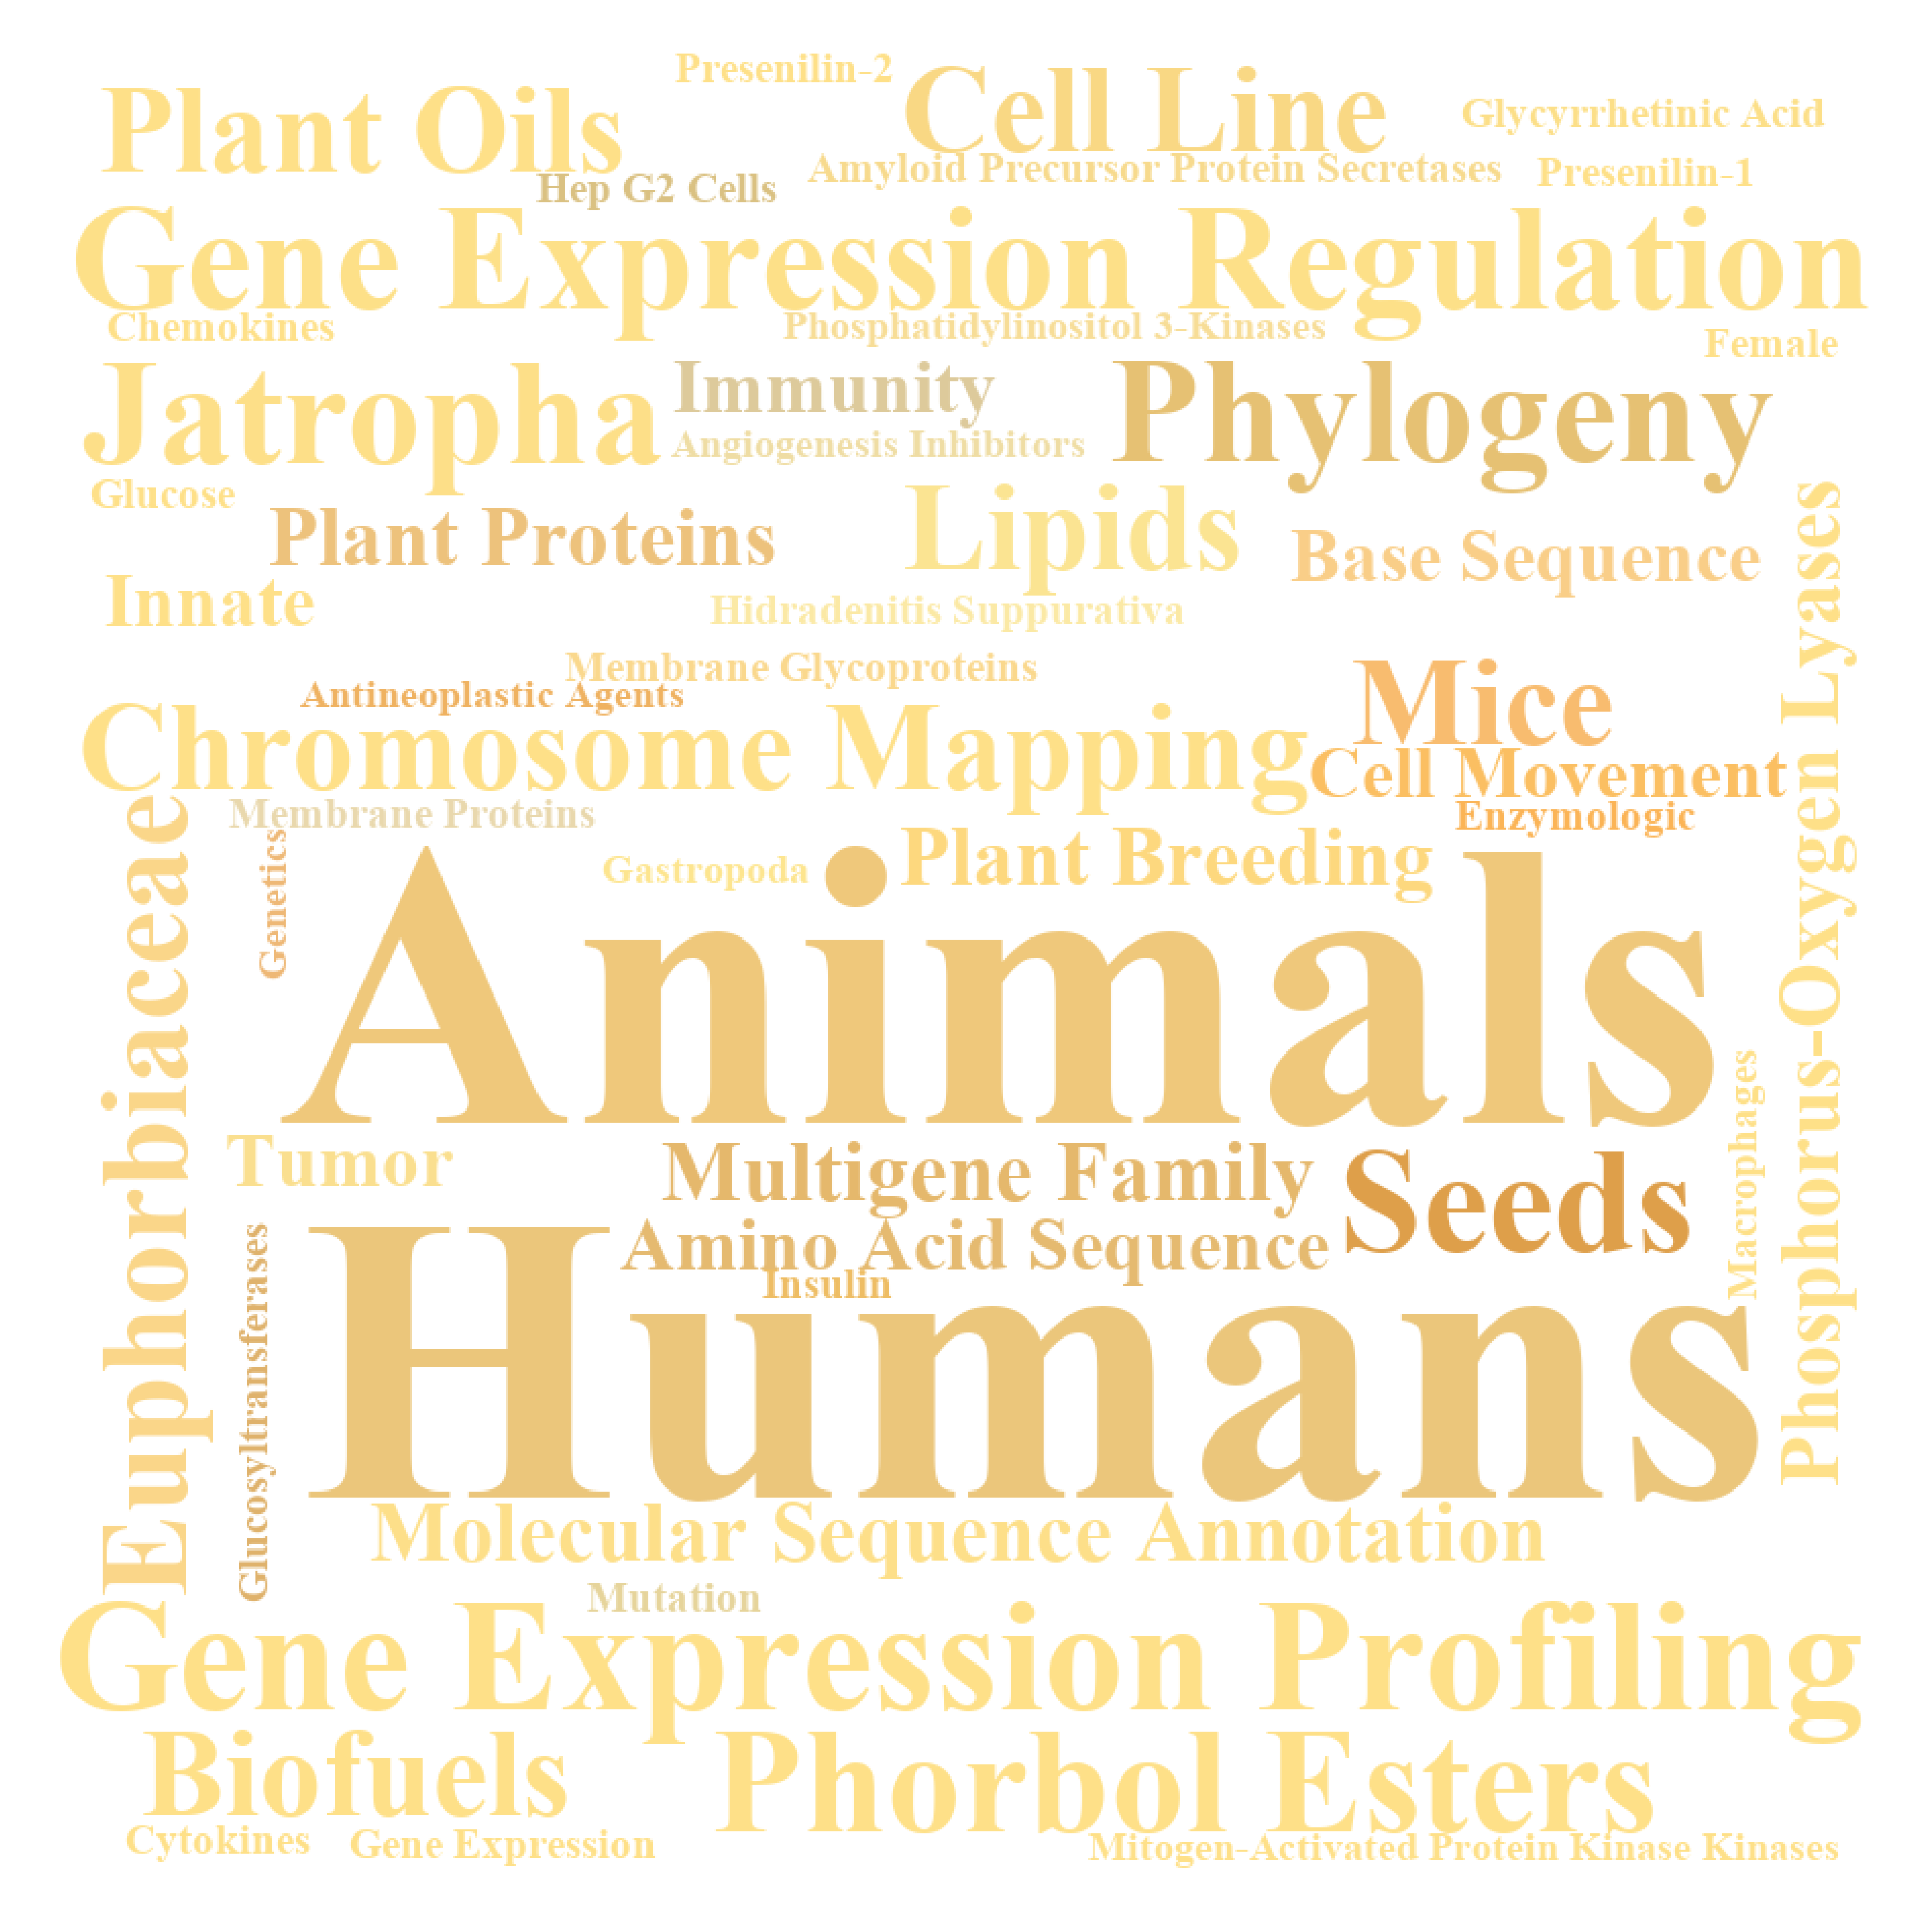 Presenilin-2
Plant Oils
Cell Line
Glycyrrhetinic Acid
Hep G2 Cells
Amyloid Precursor Protein Secretases
Presenilin-1
Gene Expression Regulation
Chemokines
Phosphatidylinositol 3-Kinases
Female
Jatropha
Immunity
Phylogeny
Angiogenesis Inhibitors
Glucose
Plant Proteins
Lipids
Base Sequence
Innate
Hidradenitis Suppurativa
Phosphorus-Oxygen Lyases
Membrane Glycoproteins
Antineoplastic Agents
Mice
Chromosome Mapping
Cell Movement
Membrane Proteins
Enzymologic
Euphorbiaceae
Genetics
Gastropoda
Plant Breeding
Animals
Macrophages
Tumor
Multigene Family
Seeds
Amino Acid Sequence
Insulin
Glucosyltransferases
Humans
Molecular Sequence Annotation
Mutation
Gene Expression Profiling
Biofuels
Phorbol Esters
Cytokines
Gene Expression
Mitogen-Activated Protein Kinase Kinases